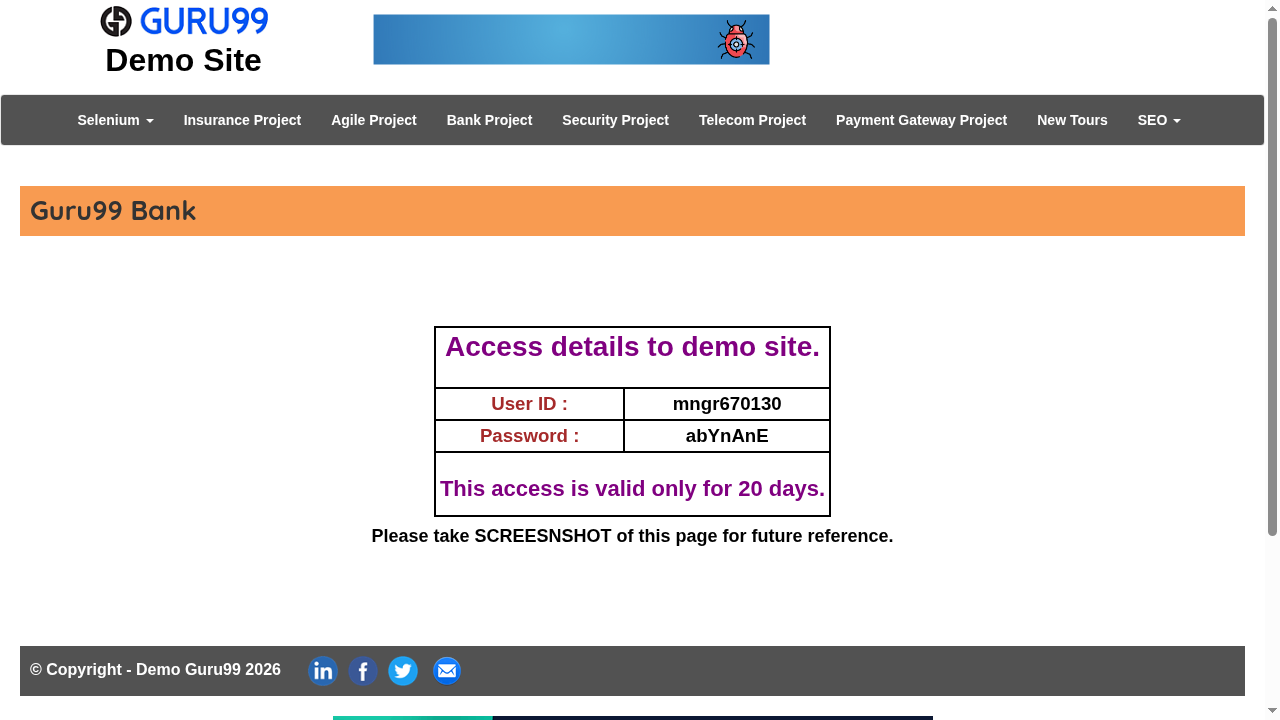 GURU99
Demo Site
Selenium Insurance Project Agile Project Bank Project Security Project Telecom Project Payment Gateway Project New Tours SEO
Guru99 Bank
Access details to demo site.
User ID : mngr670130
Password : abYnAnE
This access is valid only for 20 days.
Please take SCREESNSHOT of this page for future reference.
© Copyright - Demo Guru99 2026